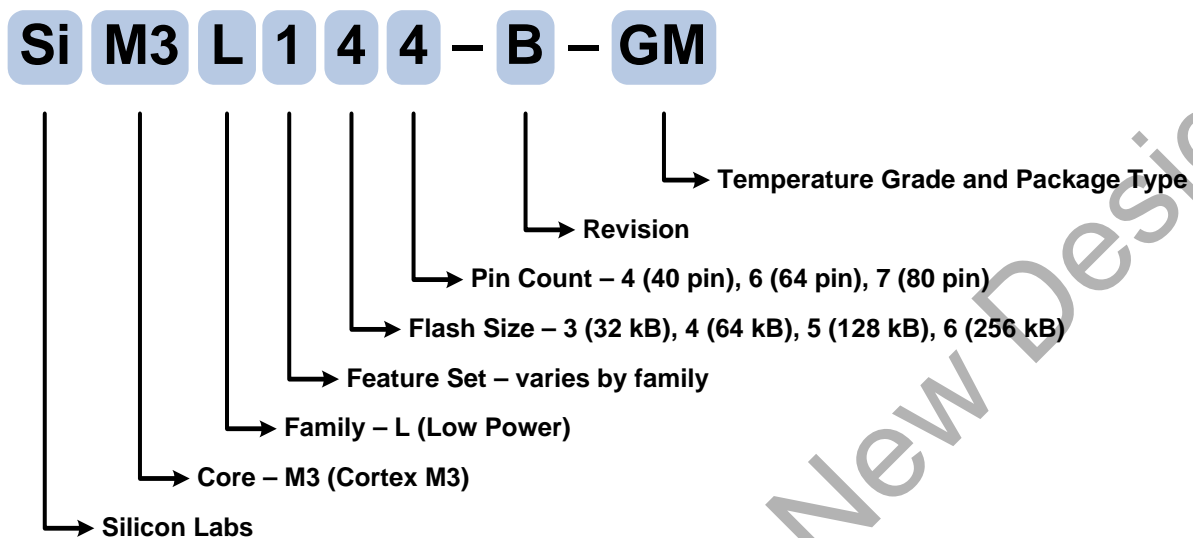 Si M3 L 1 4 4 – B – GM
Temperature Grade and Package Type
Revision
Pin Count – 4 (40 pin), 6 (64 pin), 7 (80 pin)
Flash Size – 3 (32 kB), 4 (64 kB), 5 (128 kB), 6 (256 kB)
Feature Set – varies by family
Family – L (Low Power)
Core – M3 (Cortex M3)
Silicon Labs
New